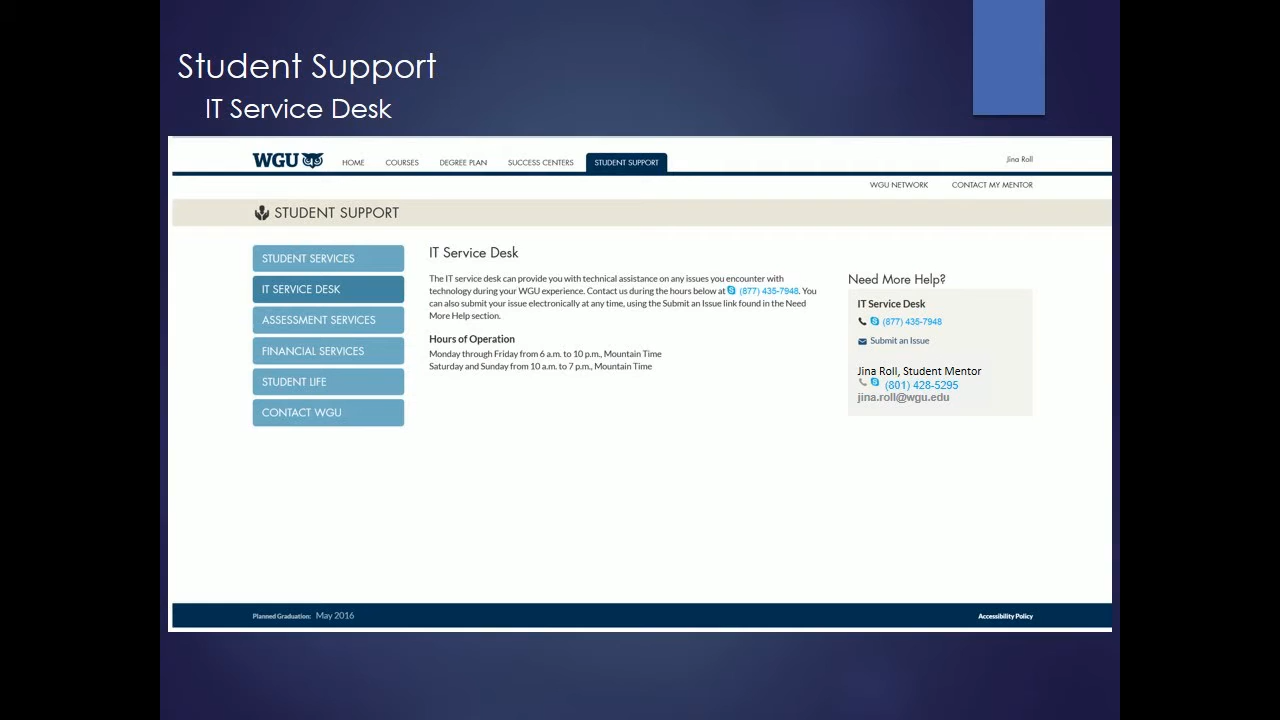 Student Support
IT Service Desk
WGU
HOME
COURSES
DEGREE PLAN
SUCCESS CENTERS
STUDENT SUPPORT
Jina Roll
WGU NETWORK
CONTACT MY MENTOR
STUDENT SUPPORT
STUDENT SERVICES
IT SERVICE DESK
ASSESSMENT SERVICES
FINANCIAL SERVICES
STUDENT LIFE
CONTACT WGU
IT Service Desk
The IT service desk can provide you with technical assistance on any issues you encounter with
technology during your WGU experience. Contact us during the hours below at (877) 435-7948. You
can also submit your issue electronically at any time, using the Submit an Issue link found in the Need
More Help section.
Hours of Operation
Monday through Friday from 6 a.m. to 10 p.m., Mountain Time
Saturday and Sunday from 10 a.m. to 7 p.m., Mountain Time
Need More Help?
IT Service Desk
(877) 435-7948
Submit an Issue
Jina Roll, Student Mentor
(801) 428-5295
jina.roll@wgu.edu
Planned Graduation: May 2016
Accessibility Policy